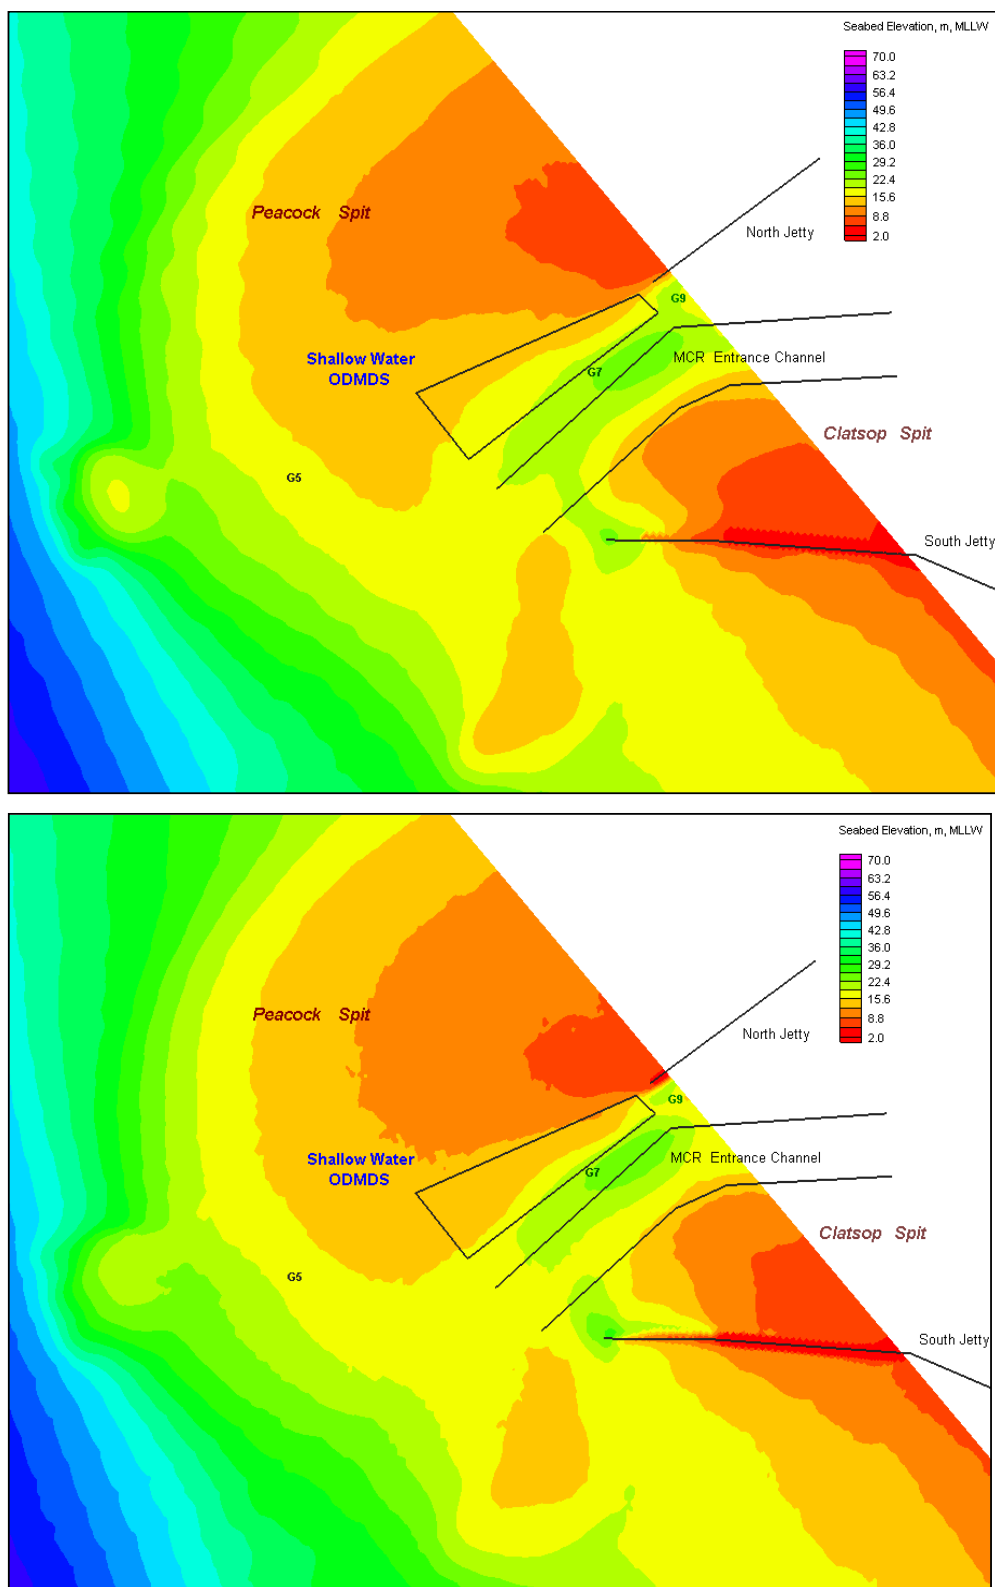 Seabed Elevation, m, MLLW
70.0
63.2
56.4
49.6
42.8
36.0
29.2
22.4
15.6
8.8
2.0
Peacock Spit
North Jetty
G9
Shallow Water
ODMDS
MCR Entrance Channel
G7
Clatsop Spit
G5
South Jetty
Seabed Elevation, m, MLLW
70.0
63.2
56.4
49.6
42.8
36.0
29.2
22.4
15.6
8.8
2.0
Peacock Spit
North Jetty
G9
Shallow Water
ODMDS
MCR Entrance Channel
G7
Clatsop Spit
G5
South Jetty